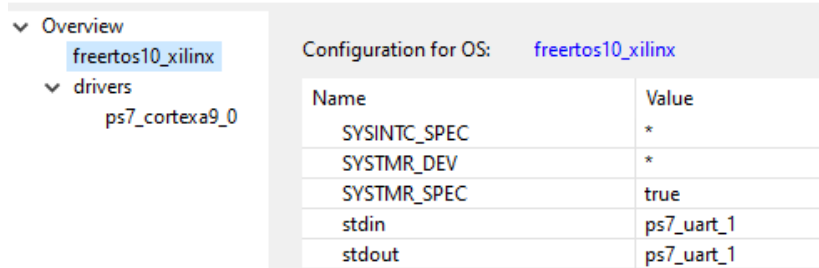 Overview
freertos10_xilinx
drivers
ps7_cortexa9_0
Configuration for OS: freertos10_xilinx
Name Value
SYSINTC_SPEC *
SYSTMR_DEV *
SYSTMR_SPEC true
stdin ps7_uart_1
stdout ps7_uart_1